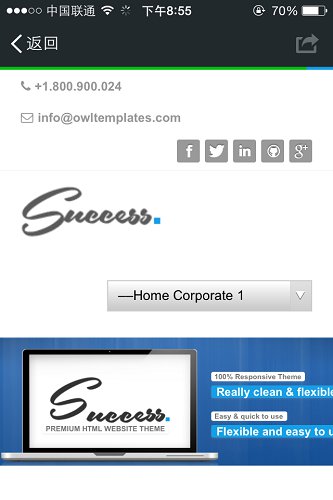 中国联通 下午8:55 70%
返回
+1.800.900.024
info@owltemplates.com
Success.
—Home Corporate 1
100% Responsive Theme
Really clean & flexible
Success.
PREMIUM HTML WEBSITE THEME
Easy & quick to use
Flexible and easy to u